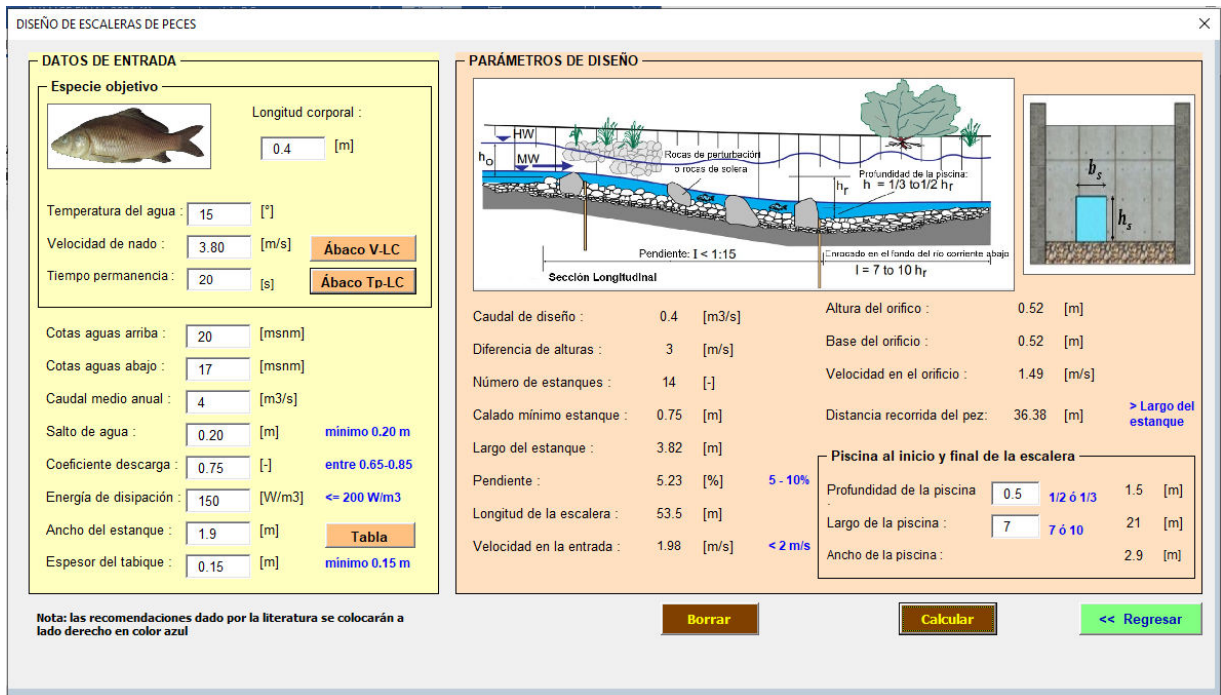 DISEÑO DE ESCALERAS DE PECES
DATOS DE ENTRADA
Especie objetivo
Longitud corporal :
0.4 [m]
Temperatura del agua : 15 [°]
Velocidad de nado : 3.80 [m/s] Ábaco V-LC
Tiempo permanencia : 20 [s] Ábaco Tp-LC
Cotas aguas arriba : 20 [msnm]
Cotas aguas abajo : 17 [msnm]
Caudal medio anual : 4 [m3/s]
Salto de agua : 0.20 [m] mínimo 0.20 m
Coeficiente descarga : 0.75 [-] entre 0.65-0.85
Energía de disipación : 150 [W/m3] <= 200 W/m3
Ancho del estanque : 1.9 [m] Tabla
Espesor del tabique : 0.15 [m] mínimo 0.15 m
PARÁMETROS DE DISEÑO
HW
ho
MW
Rocas de perturbación
o rocas de solera
Profundidad de la piscina:
hr h = 1/3 to1/2 hr
Pendiente: I < 1:15
Enrocado en el fondo del río corriente abajo
Sección Longitudinal
l = 7 to 10 hr
bs
hs
Caudal de diseño : 0.4 [m3/s]
Diferencia de alturas : 3 [m/s]
Número de estanques : 14 [-]
Calado mínimo estanque : 0.75 [m]
Largo del estanque : 3.82 [m]
Pendiente : 5.23 [%] 5 - 10%
Longitud de la escalera : 53.5 [m]
Velocidad en la entrada : 1.98 [m/s] < 2 m/s
Altura del orifico : 0.52 [m]
Base del orificio : 0.52 [m]
Velocidad en el orificio : 1.49 [m/s]
Distancia recorrida del pez: 36.38 [m] > Largo del
estanque
Piscina al inicio y final de la escalera
Profundidad de la piscina 0.5 1/2 ó 1/3 1.5 [m]
:
Largo de la piscina : 7 7 ó 10 21 [m]
Ancho de la piscina : 2.9 [m]
Nota: las recomendaciones dado por la literatura se colocarán a
lado derecho en color azul
Borrar
Calcular
<< Regresar